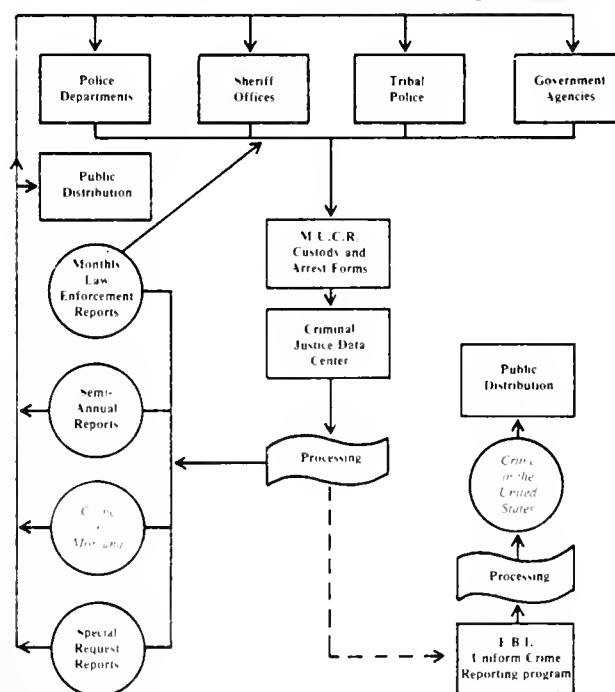 Police
Departments
Sheriff
Offices
Tribal
Police
Government
Agencies
Public
Distribution
M.U.C.R.
Custody and
Arrest Forms
Monthly
Law
Enforcement
Reports
Criminal
Justice Data
Center
Public
Distribution
Semi-
Annual
Reports
Processing
Crime
in the
United
States
Processing
Special
Request
Reports
F.B.I.
Uniform Crime
Reporting program